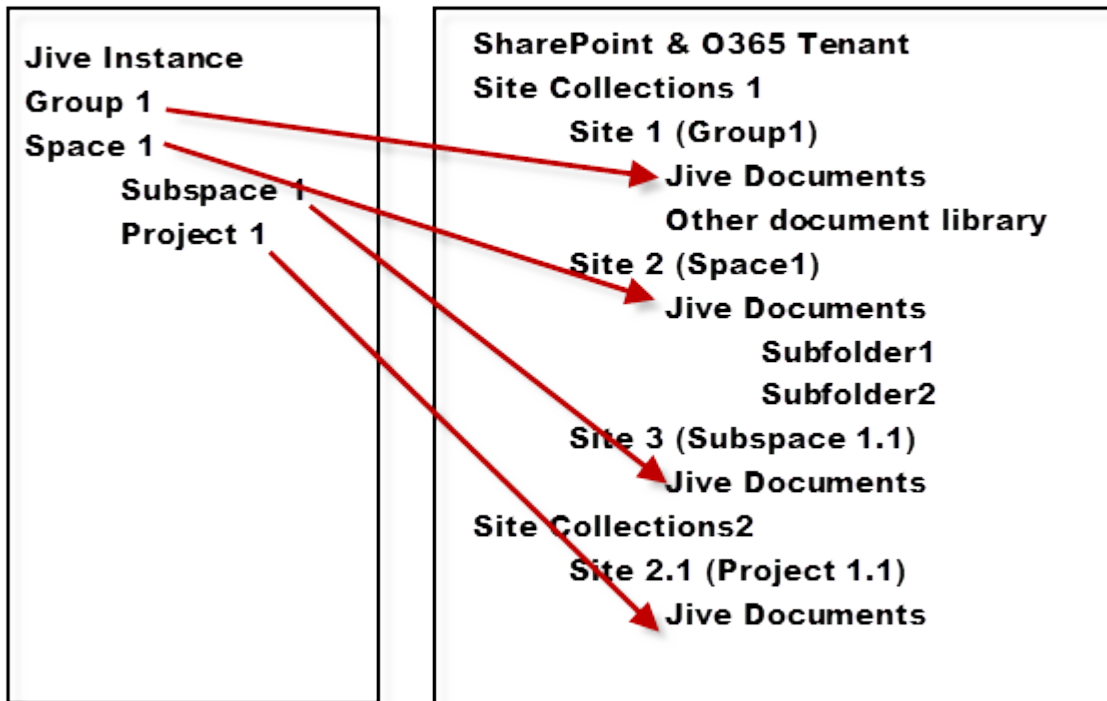 Jive Instance
Group 1
Space 1
Subspace 1
Project 1
SharePoint & O365 Tenant
Site Collections 1
Site 1 (Group1)
Jive Documents
Other document library
Site 2 (Space1)
Jive Documents
Subfolder1
Subfolder2
Site 3 (Subspace 1.1)
Jive Documents
Site Collections2
Site 2.1 (Project 1.1)
Jive Documents